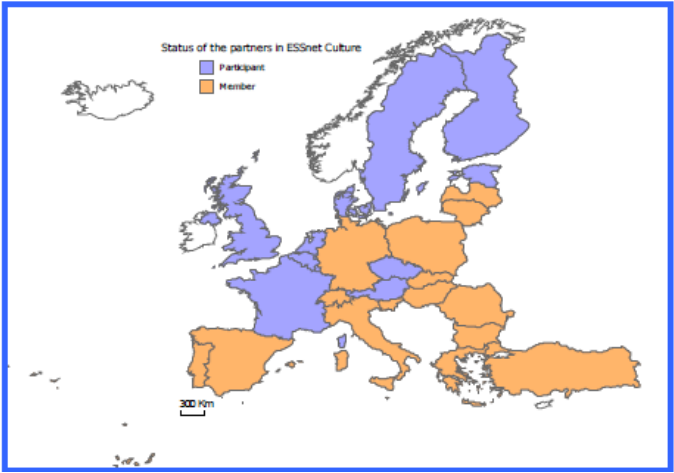 Status of the partners in ESSnet Culture
Participant
Member
300 Km